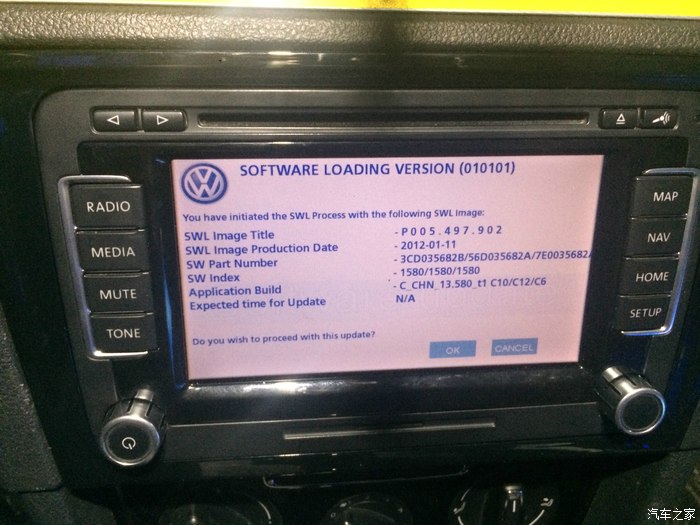 SOFTWARE LOADING VERSION (010101)
You have initiated the SWL Process with the following SWL Image:
SWL Image Title - P005.497.902
SWL Image Production Date - 2012-01-11
SW Part Number - 3CD035682B/56D035682A/7E0035682A
SW Index - 1580/1580/1580
Application Build - C_CHN_13.580_t1 C10/C12/C6
Expected time for Update N/A
Do you wish to proceed with this update?
OK CANCEL
RADIO
MEDIA
MUTE
TONE
MAP
NAV
HOME
SETUP
汽车之家